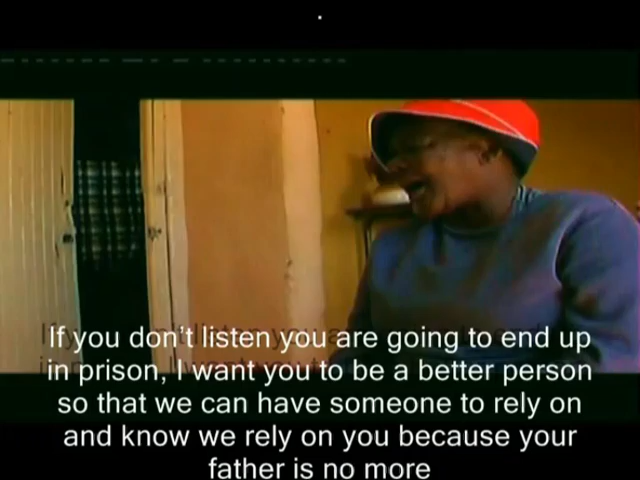 If you don't listen you are going to end up
in prison, I want you to be a better person
so that we can have someone to rely on
and know we rely on you because your
father is no more